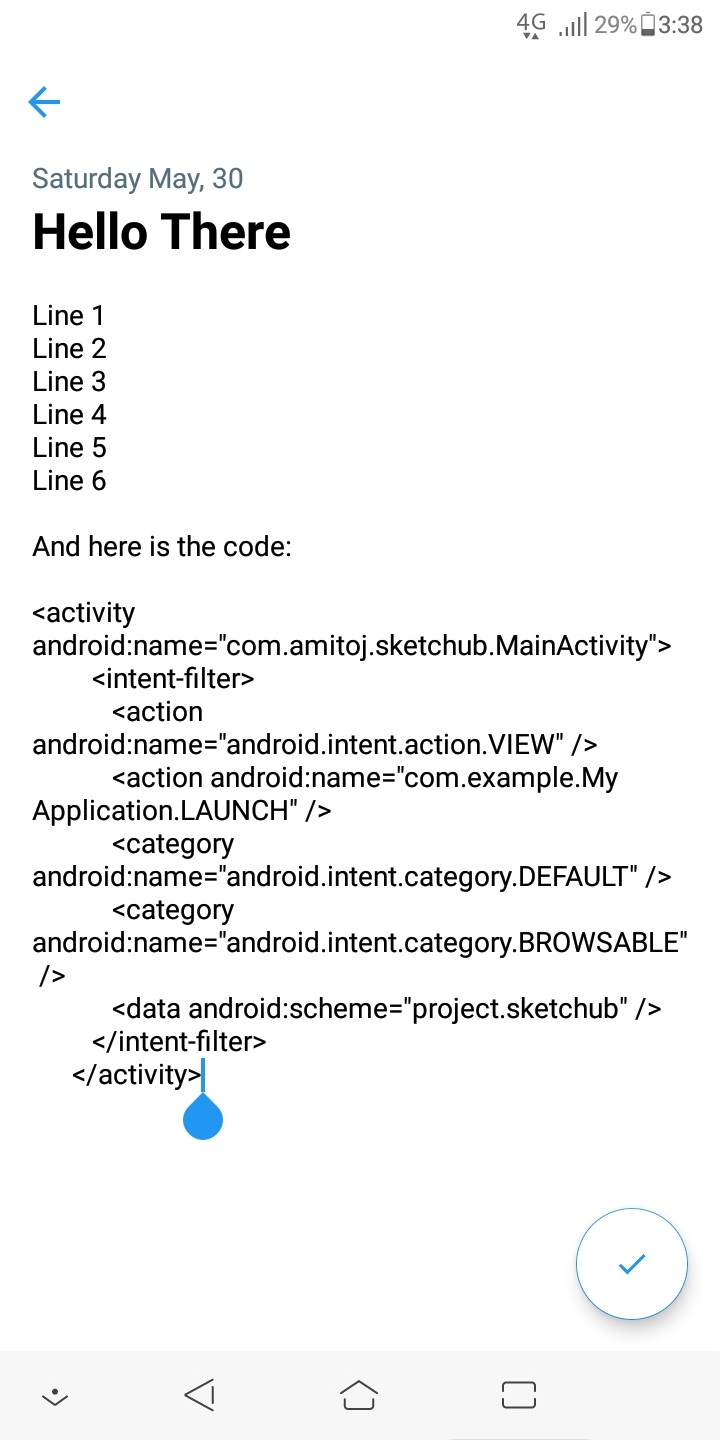 4G 29% 3:38
Saturday May, 30
Hello There
Line 1
Line 2
Line 3
Line 4
Line 5
Line 6
And here is the code:
<activity
android:name="com.amitoj.sketchub.MainActivity">
<intent-filter>
<action
android:name="android.intent.action.VIEW" />
<action android:name="com.example.My
Application.LAUNCH" />
<category
android:name="android.intent.category.DEFAULT" />
<category
android:name="android.intent.category.BROWSABLE"
/>
<data android:scheme="project.sketchub" />
</intent-filter>
</activity>